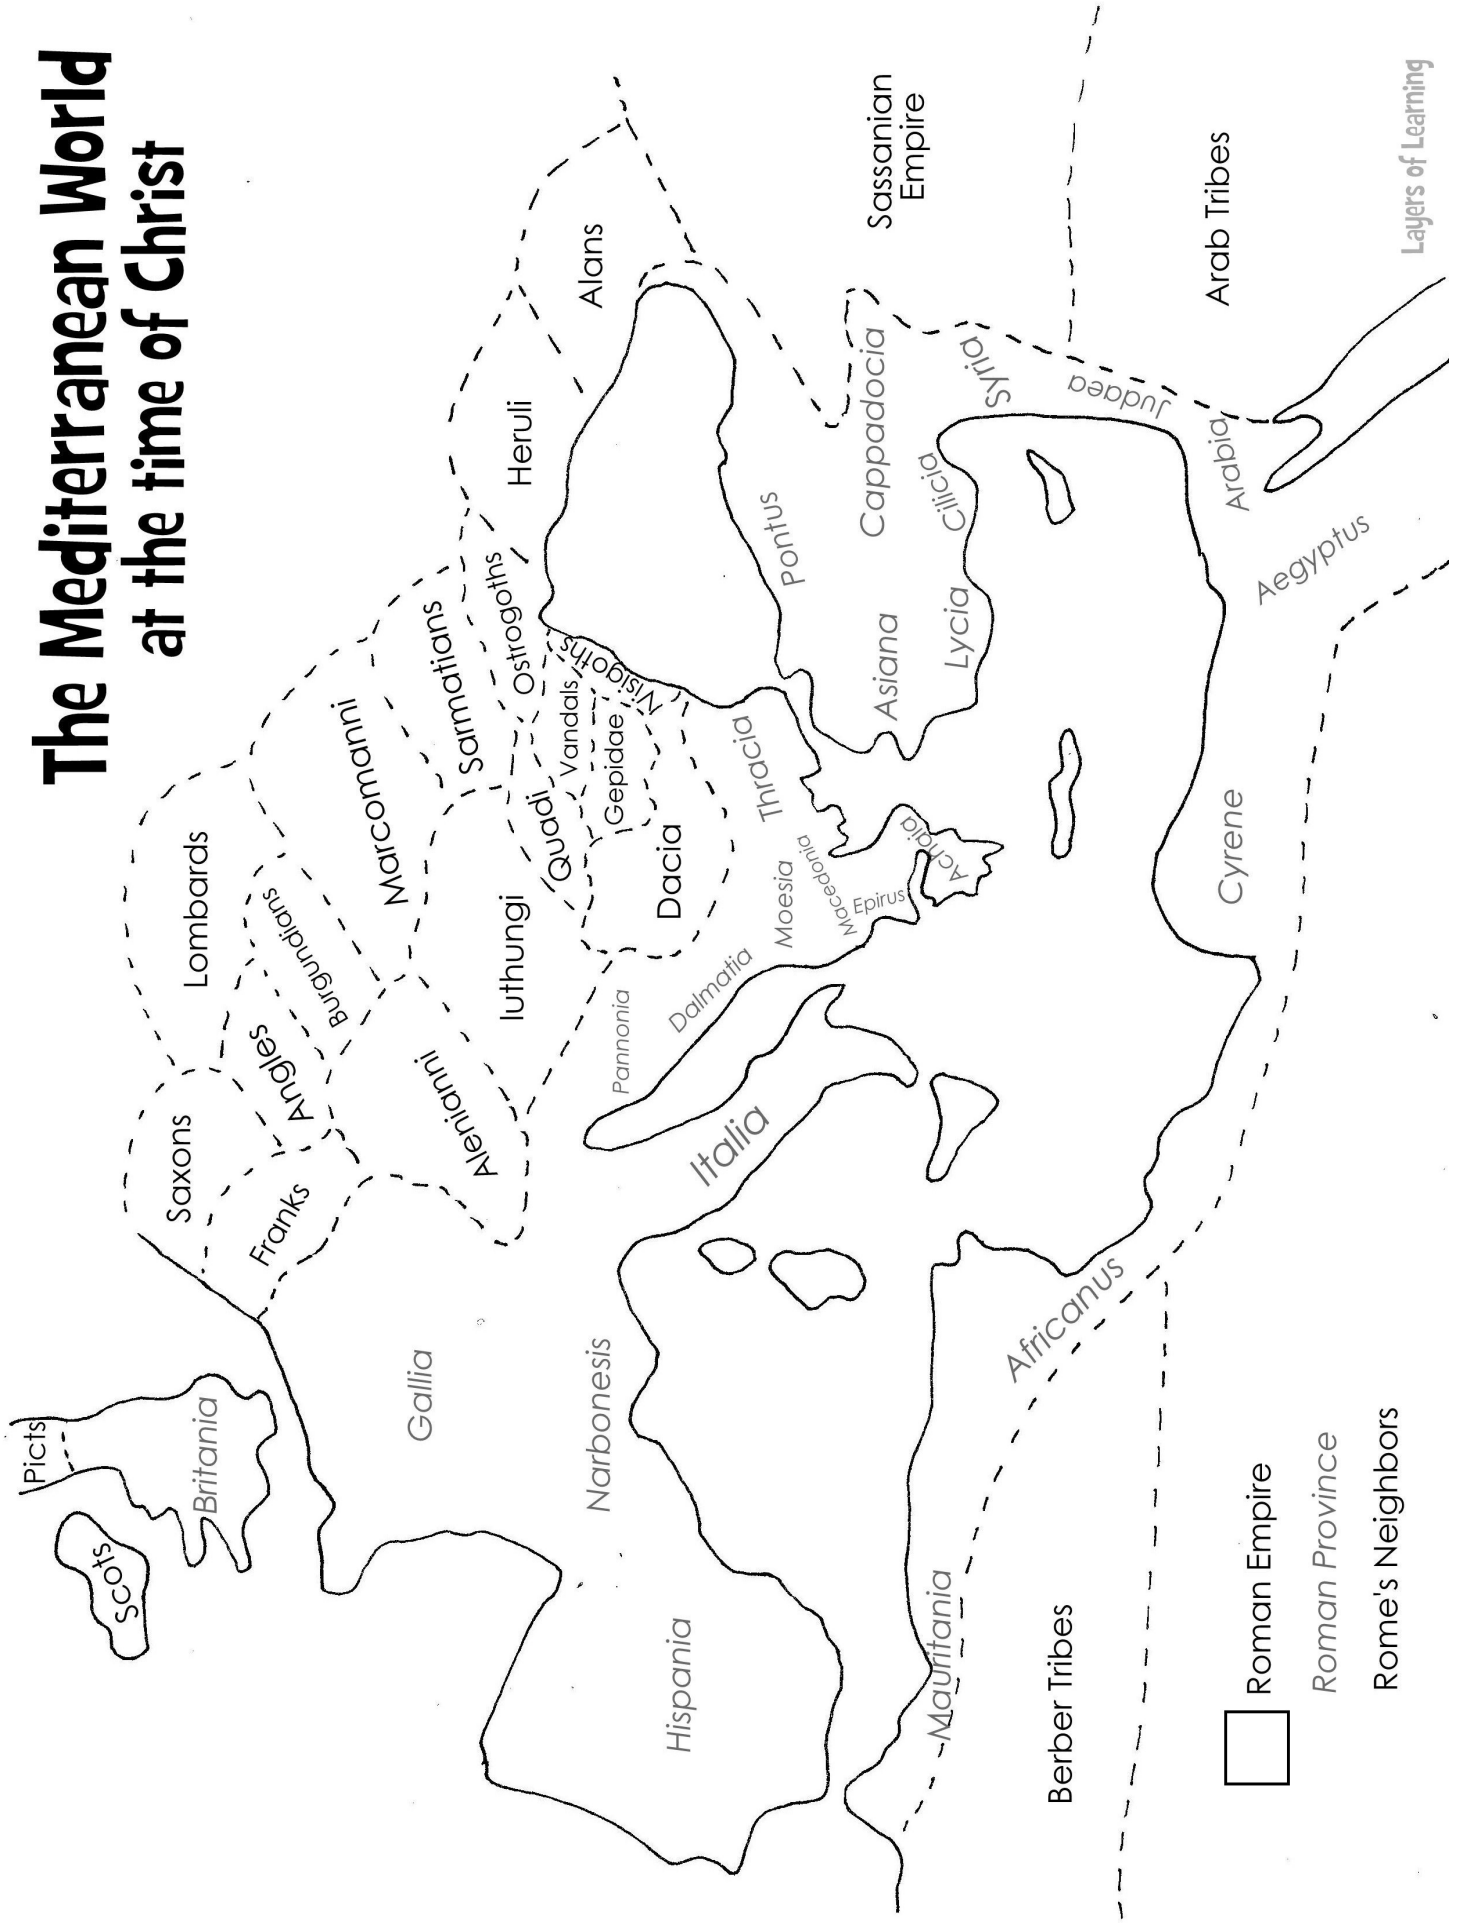 The Mediterranean World
at the time of Christ
Picts
Scots
Britania
Saxons
Lombards
Franks
Angles
Burgundians
Marcomanni
Alenianni
Iuthungi
Sarmatians
Ostrogoths
Heruli
Alans
Quadi
Vandals
Visigoths
Gepidae
Dacia
Gallia
Narbonesis
Hispania
Italia
Pannonia
Dalmatia
Moesia
Thracia
Macedonia
Epirus
Achaia
Pontus
Asiana
Cappadocia
Lycia
Cilicia
Syria
Judaea
Arabia
Aegyptus
Cyrene
Africanus
Mauritania
Berber Tribes
Sassanian
Empire
Arab Tribes
Roman Empire
Roman Province
Rome's Neighbors
Layers of Learning